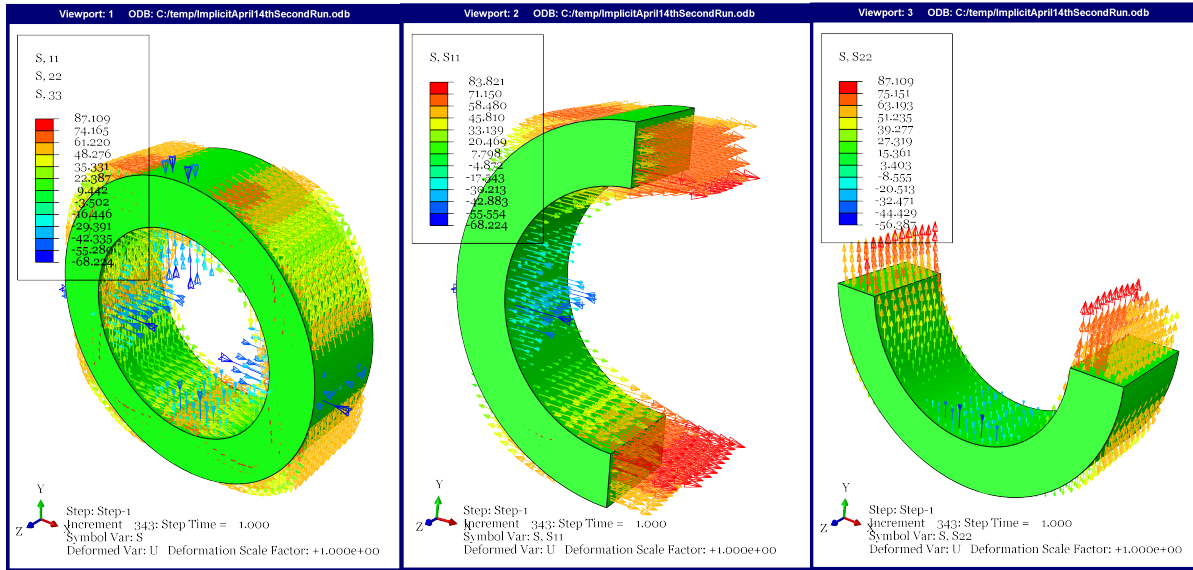 Viewport: 1 ODB: C:/temp/ImplicitApril14thSecondRun.odb
S, 11
S, 22
S, 33
87.109
74.165
61.220
48.276
35.331
22.387
9.442
-3.502
-16.446
-29.391
-42.335
-55.280
-68.224
Y
Z
X
Step: Step-1
Increment 343: Step Time = 1.000
Symbol Var: S
Deformed Var: U Deformation Scale Factor: +1.000e+00
Viewport: 2 ODB: C:/temp/ImplicitApril14thSecondRun.odb
S, S11
83.821
71.150
58.480
45.810
33.139
20.469
7.798
-4.872
-17.543
-30.213
-42.883
-55.554
-68.224
Y
Z
X
Step: Step-1
Increment 343: Step Time = 1.000
Symbol Var: S, S11
Deformed Var: U Deformation Scale Factor: +1.000e+00
Viewport: 3 ODB: C:/temp/ImplicitApril14thSecondRun.odb
S, S22
87.109
75.151
63.193
51.235
39.277
27.319
15.361
3.403
-8.555
-20.513
-32.471
-44.429
-56.387
Y
Z
X
Step: Step-1
Increment 343: Step Time = 1.000
Symbol Var: S, S22
Deformed Var: U Deformation Scale Factor: +1.000e+00